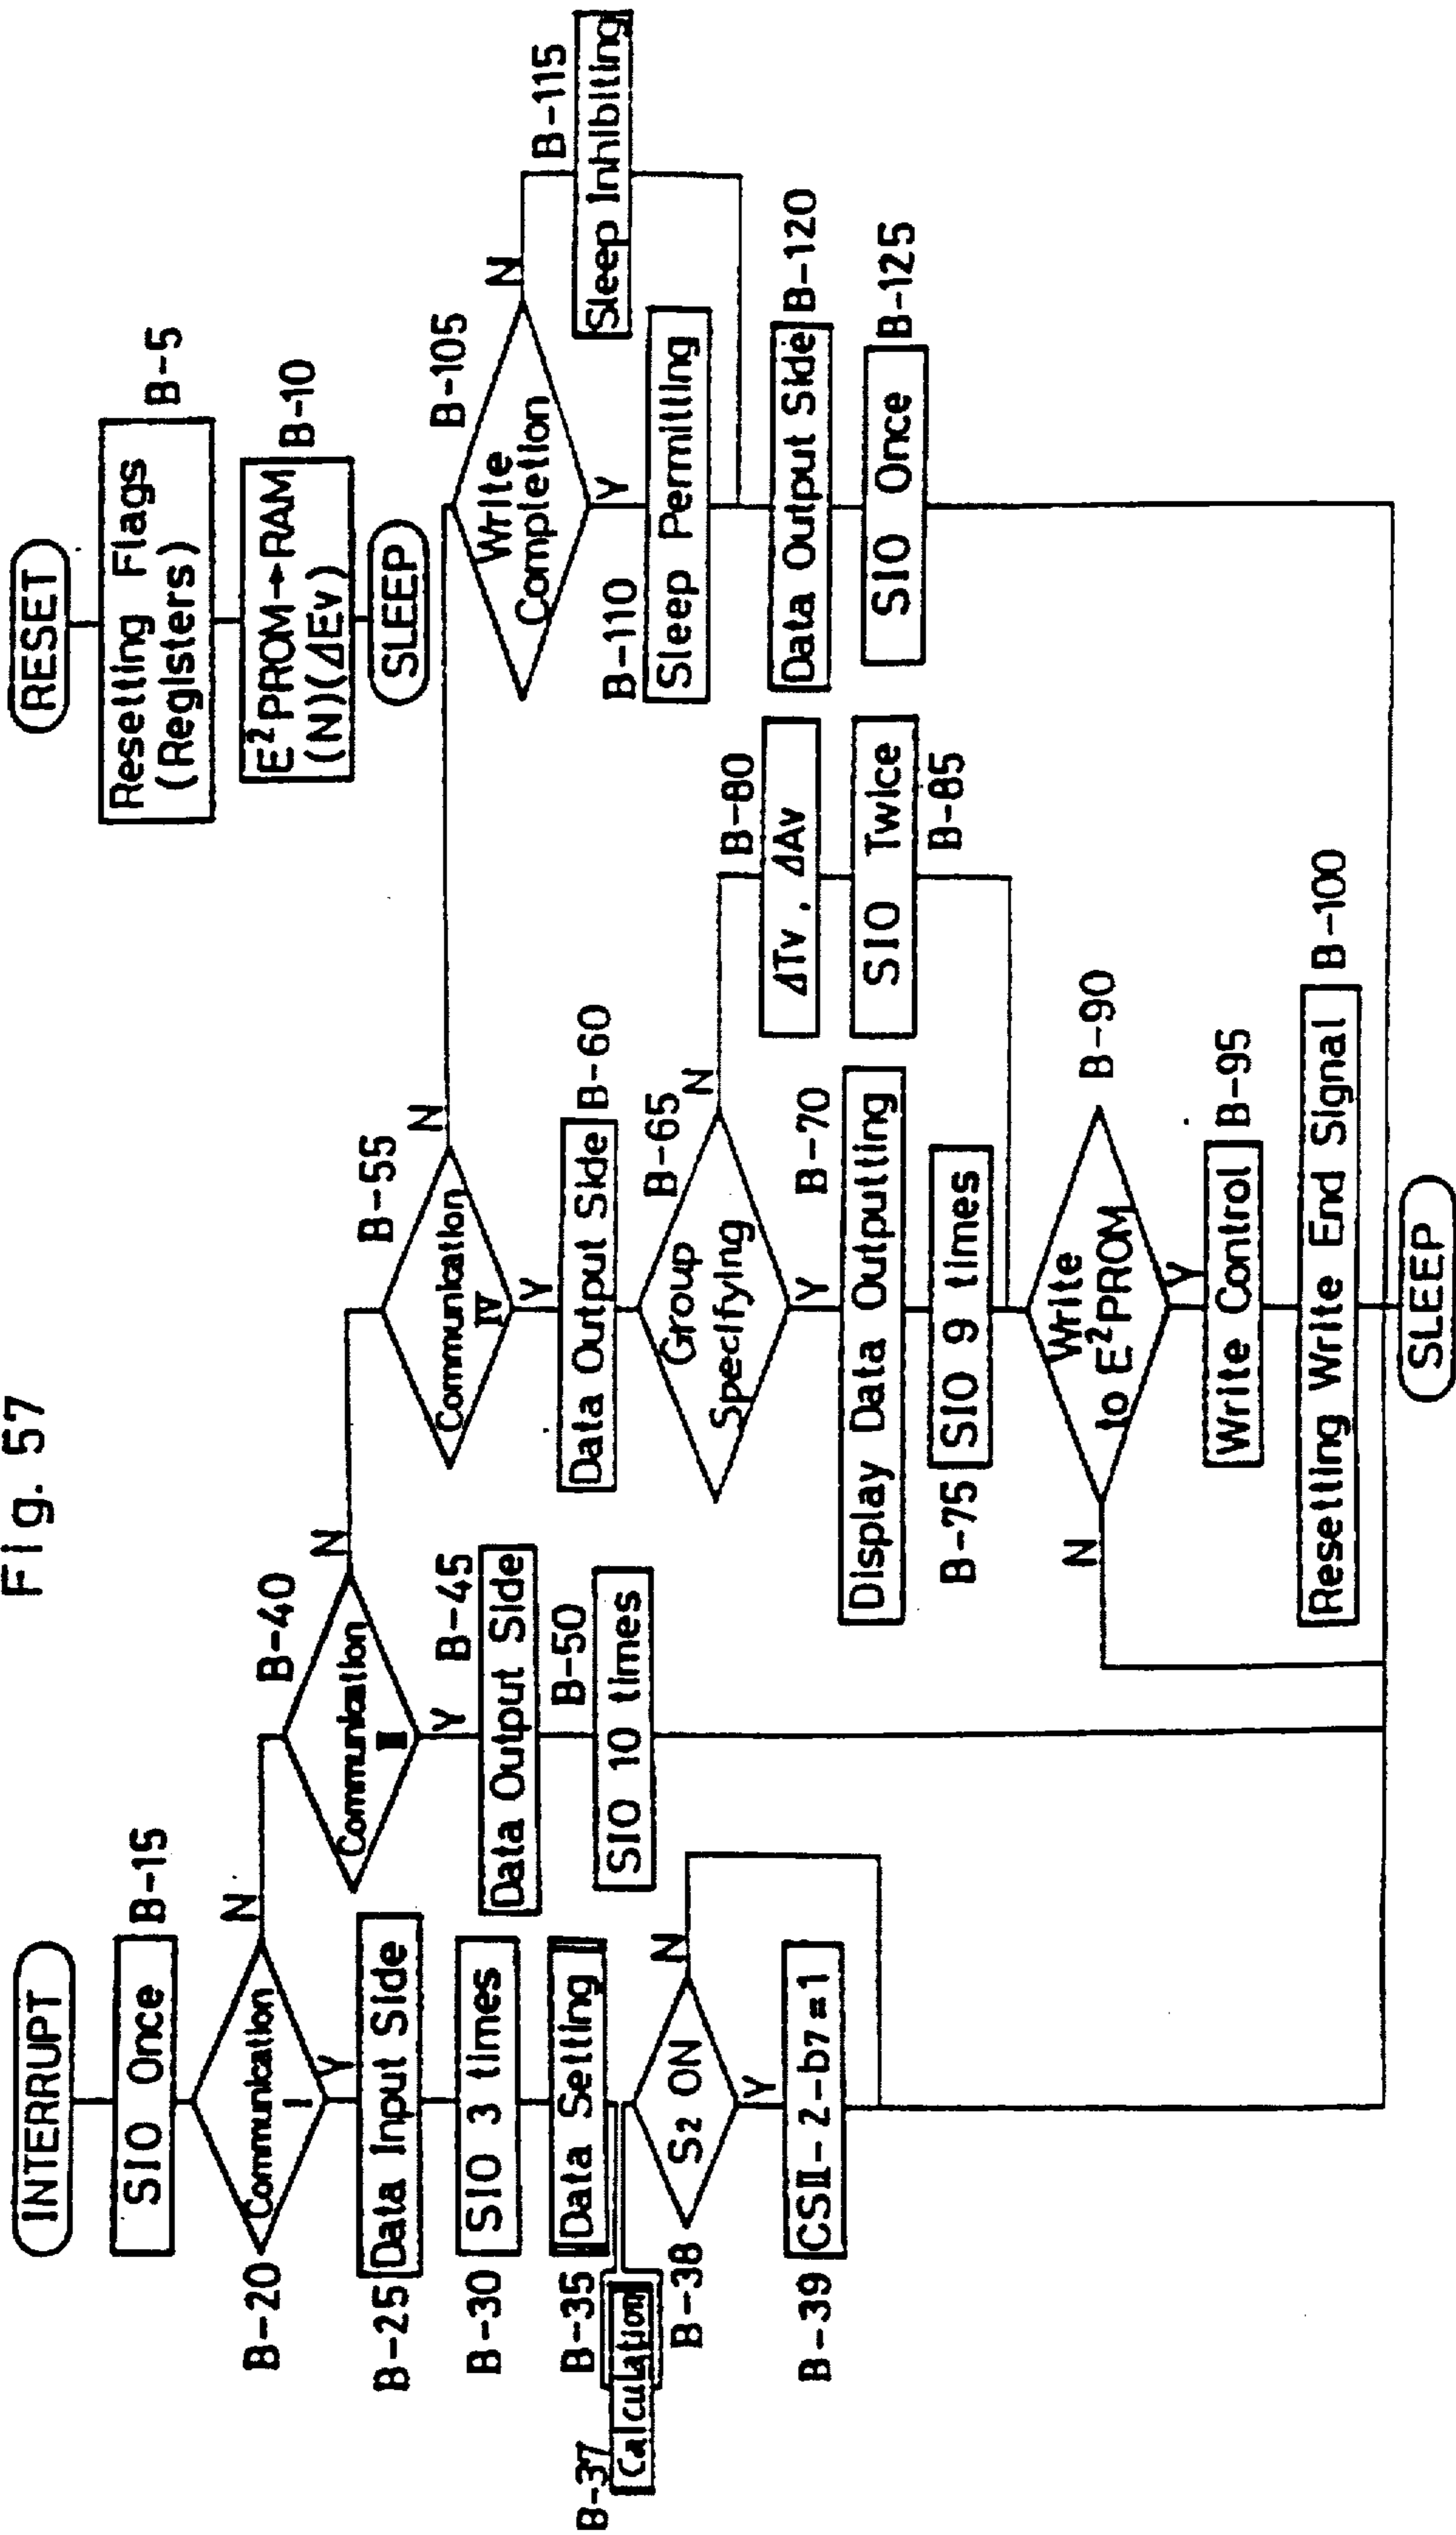 Fig. 57
INTERRUPT
SIO Once
B-15
B-20
Communication
I
N
Y
B-25
Data Input Side
B-30
SIO 3 times
B-35
Data Setting
B-37
Calculation
B-38
S2 ON
N
Y
B-39
CSII-2-b7=1
B-40
Communication
II
N
Y
B-45
Data Output Side
B-50
SIO 10 times
B-55
Communication
IV
N
Y
Data Output Side
B-60
B-65
Group
Specifying
N
Y
B-70
Display Data Outputting
B-75
SIO 9 times
B-80
ΔTv, ΔAv
SIO Twice
B-85
B-90
Write
to E²PROM
N
Y
Write Control
B-95
Resetting Write End Signal
B-100
SLEEP
RESET
Resetting Flags
(Registers)
B-5
E²PROM→RAM
(N)(ΔEv)
B-10
SLEEP
B-105
Write
Completion
N
Y
B-110
Sleep Permitting
B-115
Sleep Inhibiting
Data Output Side
B-120
SIO Once
B-125